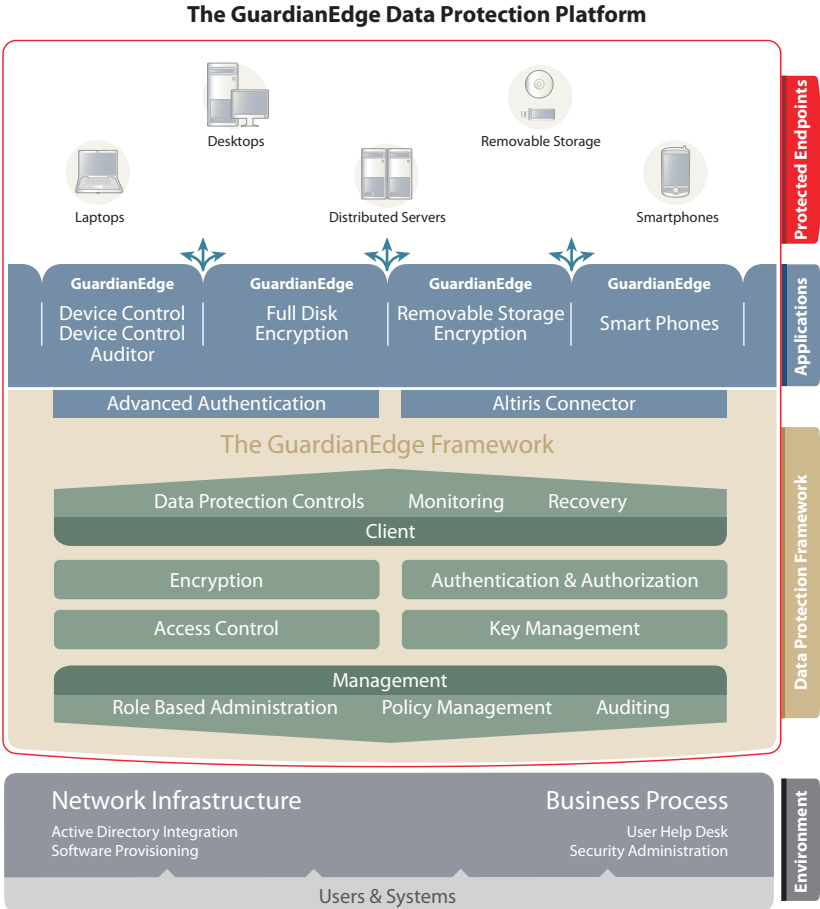 The GuardianEdge Data Protection Platform
Desktops
Removable Storage
Laptops
Distributed Servers
Smartphones
Protected Endpoints
GuardianEdge
Device Control
Device Control
Auditor
GuardianEdge
Full Disk
Encryption
GuardianEdge
Removable Storage
Encryption
GuardianEdge
Smart Phones
Applications
Advanced Authentication
Altiris Connector
The GuardianEdge Framework
Data Protection Controls Monitoring Recovery
Client
Encryption
Authentication & Authorization
Access Control
Key Management
Management
Role Based Administration Policy Management Auditing
Data Protection Framework
Network Infrastructure
Active Directory Integration
Software Provisioning
Business Process
User Help Desk
Security Administration
Users & Systems
Environment